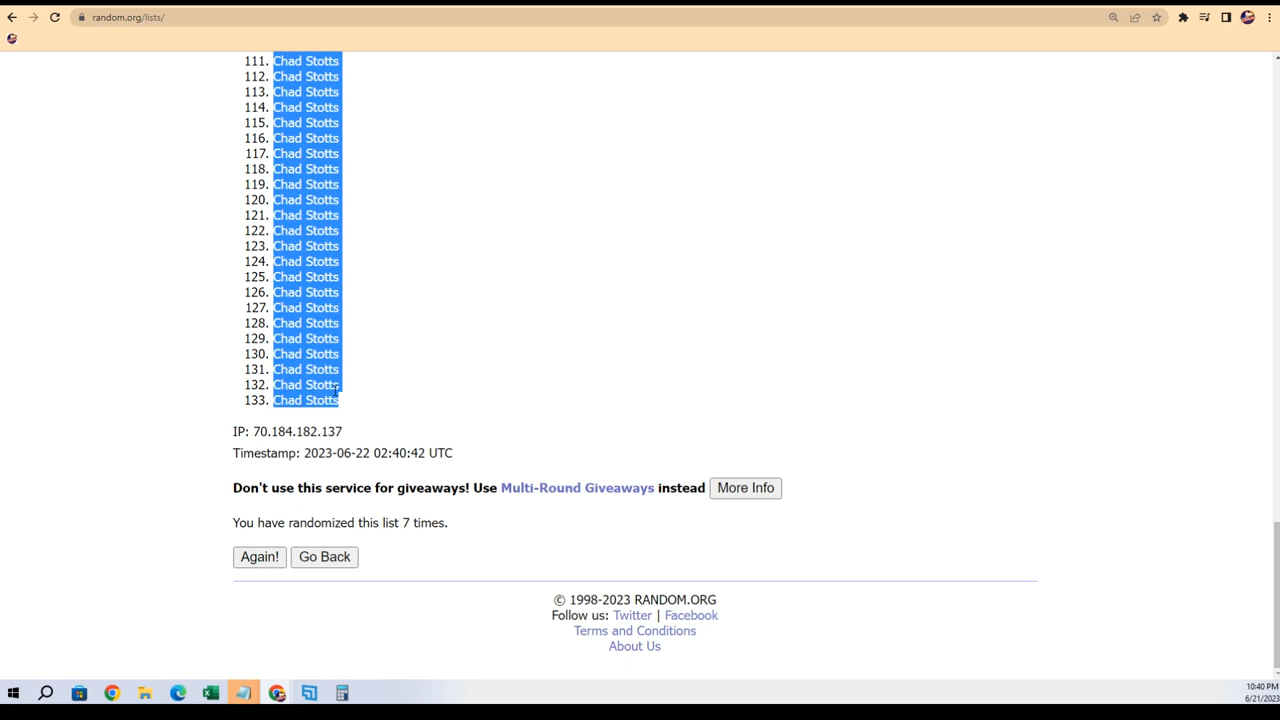 random.org/lists/
111. Chad Stotts
112. Chad Stotts
113. Chad Stotts
114. Chad Stotts
115. Chad Stotts
116. Chad Stotts
117. Chad Stotts
118. Chad Stotts
119. Chad Stotts
120. Chad Stotts
121. Chad Stotts
122. Chad Stotts
123. Chad Stotts
124. Chad Stotts
125. Chad Stotts
126. Chad Stotts
127. Chad Stotts
128. Chad Stotts
129. Chad Stotts
130. Chad Stotts
131. Chad Stotts
132. Chad Stotts
133. Chad Stotts
IP: 70.184.182.137
Timestamp: 2023-06-22 02:40:42 UTC
Don't use this service for giveaways! Use Multi-Round Giveaways instead More Info
You have randomized this list 7 times.
Again! Go Back
© 1998-2023 RANDOM.ORG
Follow us: Twitter | Facebook
Terms and Conditions
About Us
10:40 PM
6/21/2023